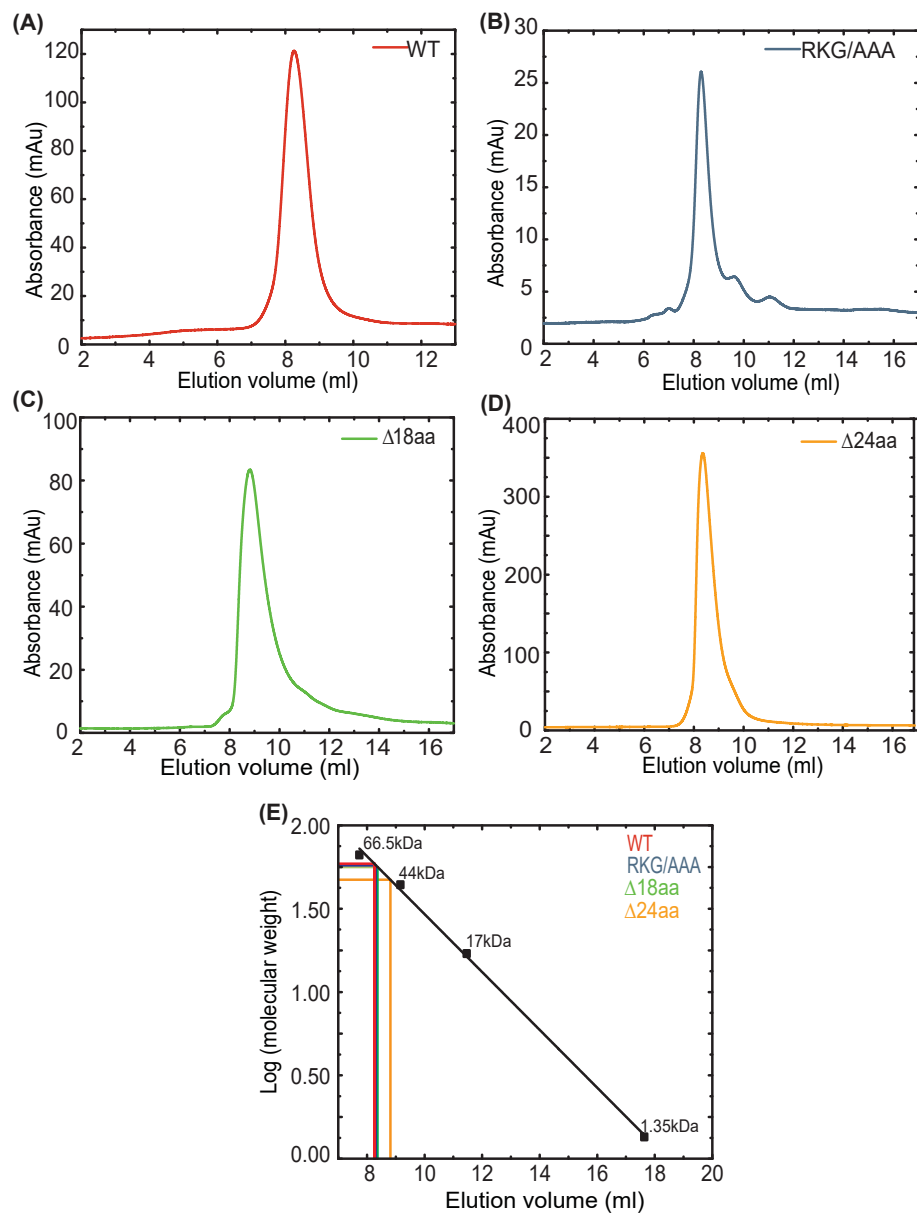 (A)
WT
120
100
80
60
40
20
0
2 4 6 8 10 12
Absorbance (mAu)
Elution volume (ml)
(B)
RKG/AAA
30
25
20
15
10
5
0
2 4 6 8 10 12 14 16
Absorbance (mAu)
Elution volume (ml)
(C)
Δ18aa
100
80
60
40
20
0
2 4 6 8 10 12 14 16
Absorbance (mAu)
Elution volume (ml)
(D)
Δ24aa
400
350
300
250
200
150
100
50
0
2 4 6 8 10 12 14 16
Absorbance (mAu)
Elution volume (ml)
(E)
WT
RKG/AAA
Δ18aa
Δ24aa
66.5kDa
44kDa
17kDa
1.35kDa
2.00
1.50
1.00
0.50
0.00
8 10 12 14 16 18 20
Log (molecular weight)
Elution volume (ml)